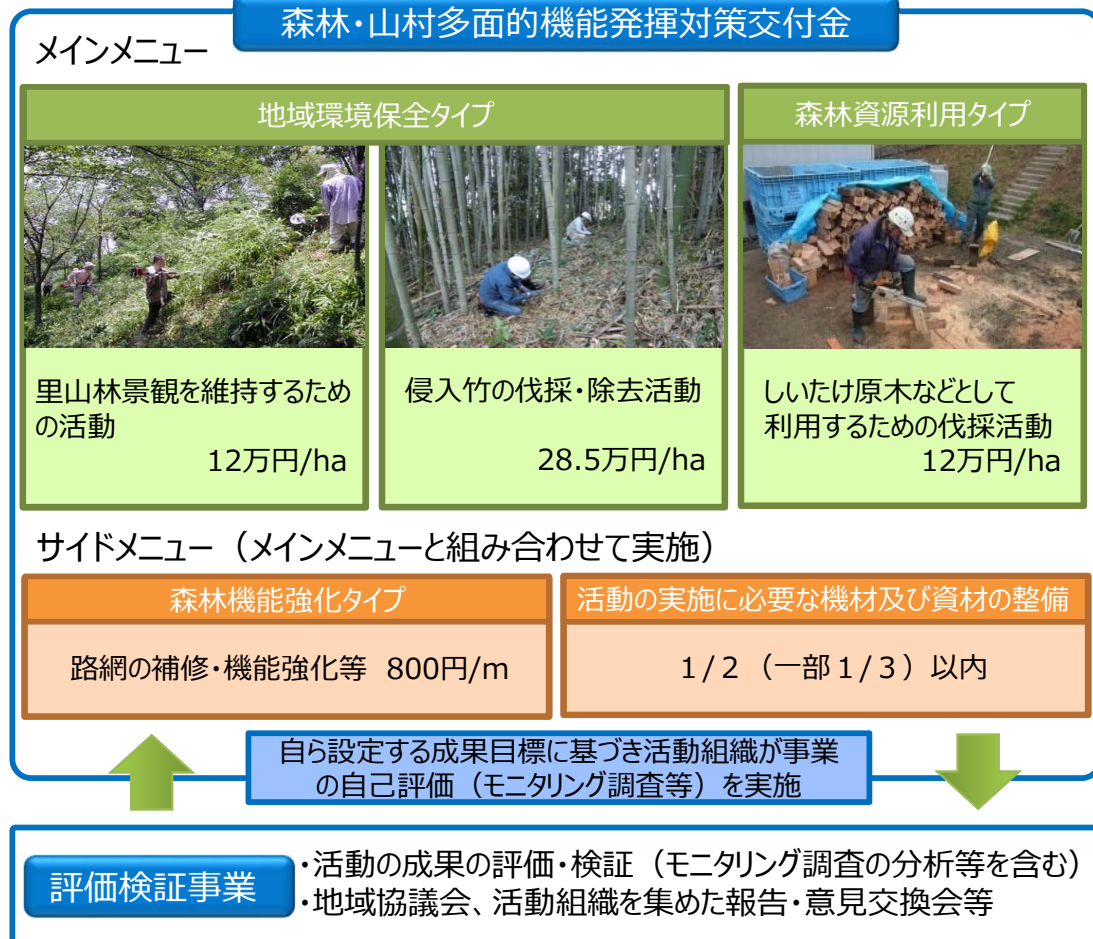 森林・山村多面的機能発揮対策交付金
メインメニュー
地域環境保全タイプ
森林資源利用タイプ
里山林景観を維持するため
の活動
12万円/ha
侵入竹の伐採・除去活動
28.5万円/ha
しいたけ原木などとして
利用するための伐採活動
12万円/ha
サイドメニュー（メインメニューと組み合わせて実施）
森林機能強化タイプ
路網の補修・機能強化等 800円/m
活動の実施に必要な機材及び資材の整備
１/２（一部１/３）以内
自ら設定する成果目標に基づき活動組織が事業
の自己評価（モニタリング調査等）を実施
評価検証事業
・活動の成果の評価・検証（モニタリング調査の分析等を含む）
・地域協議会、活動組織を集めた報告・意見交換会等